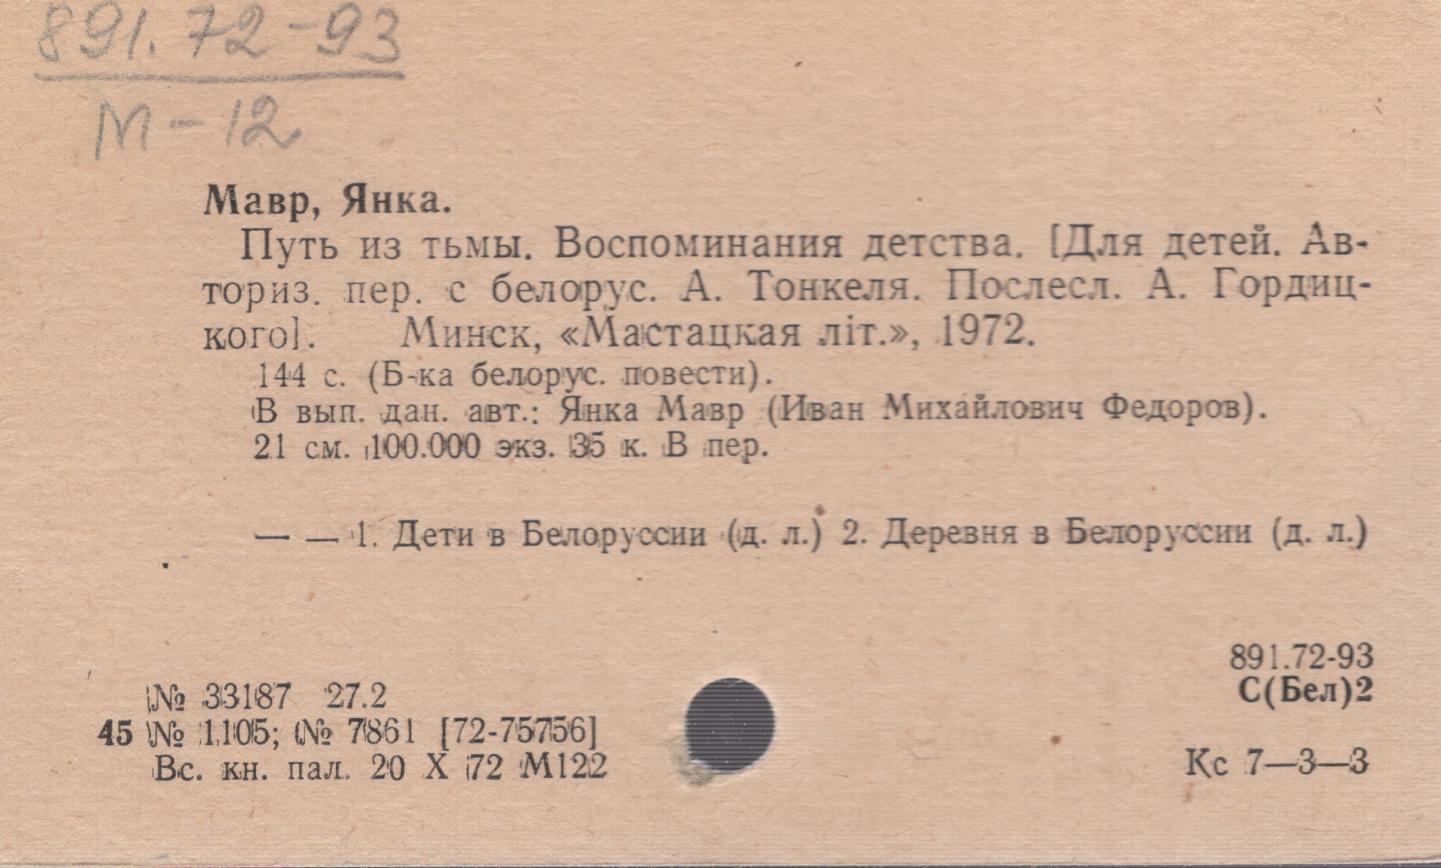 891.72-93
М-12
Мавр, Янка.
Путь из тьмы. Воспоминания детства. [Для детей. Ав-
ториз. пер. с белорус. А. Тонкеля. Послесл. А. Гордиц-
кого]. Минск, «Мастацкая літ.», 1972.
144 с. (Б-ка белорус. повести).
В вып. дан. авт.: Янка Мавр (Иван Михайлович Федоров).
21 см. 100.000 экз. 35 к. В пер.
— — 1. Дети в Белоруссии (д. л.) 2. Деревня в Белоруссии (д. л.)
891.72-93
С(Бел)2
№ 33187 27.2
45 № 1105; № 7861 [72-75756]
Вс. кн. пал. 20 X 72 М122
Кс 7—3—3